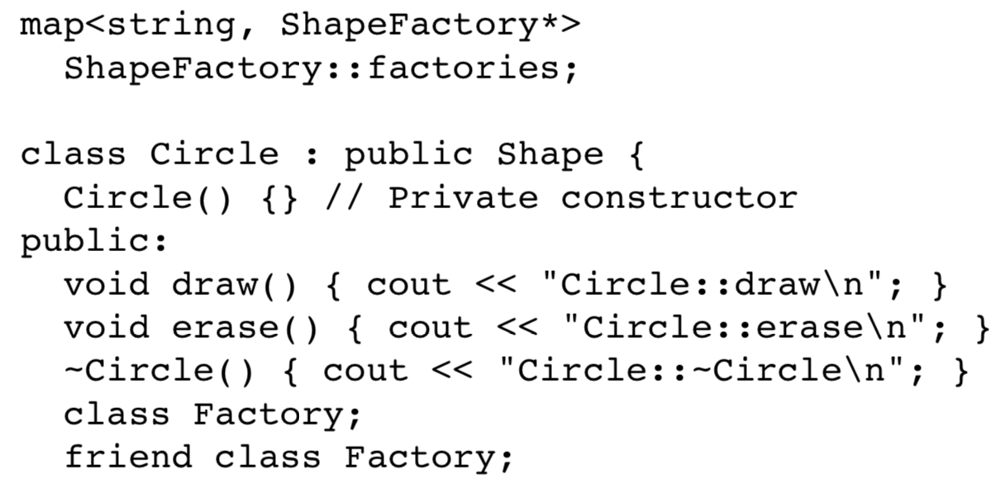 map<string, ShapeFactory*>
  ShapeFactory::factories;

class Circle : public Shape {
  Circle() {} // Private constructor
public:
  void draw() { cout << "Circle::draw\n"; }
  void erase() { cout << "Circle::erase\n"; }
  ~Circle() { cout << "Circle::~Circle\n"; }
  class Factory;
  friend class Factory;